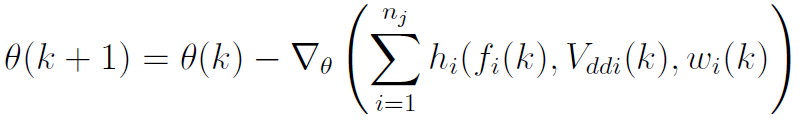 θ(k + 1) = θ(k) − ∇_θ ( ∑_{i=1}^{n_j} h_i(f_i(k), V_{ddi}(k), w_i(k) )